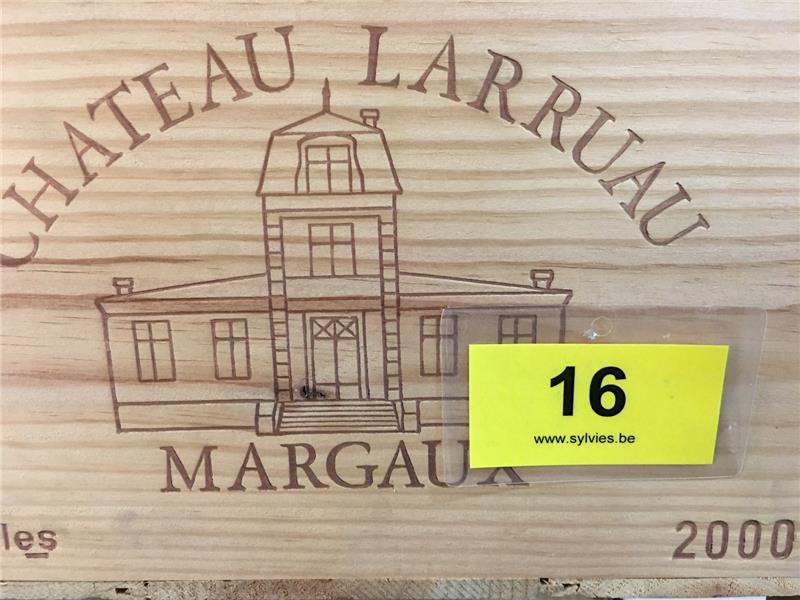 CHATEAU LARRUAU
16
www.sylvies.be
MARGAUX
les
2000